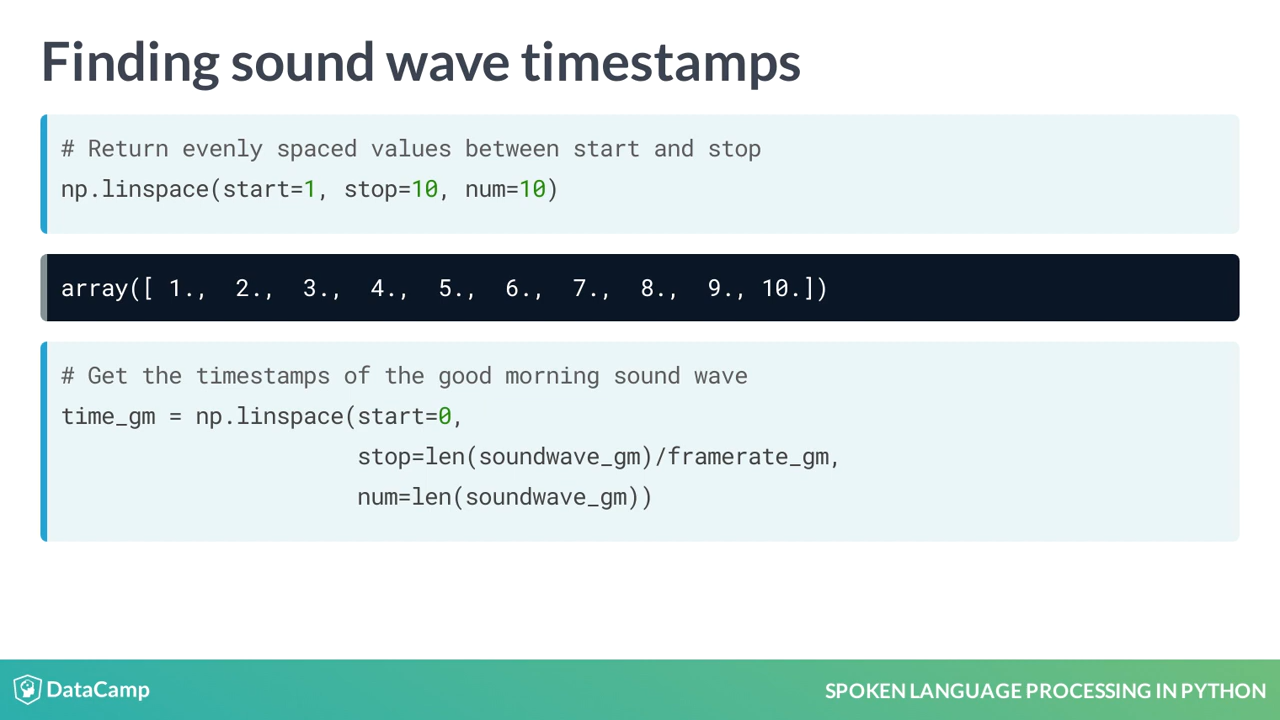 Finding sound wave timestamps
# Return evenly spaced values between start and stop
np.linspace(start=1, stop=10, num=10)
array([ 1.,  2.,  3.,  4.,  5.,  6.,  7.,  8.,  9., 10.])
# Get the timestamps of the good morning sound wave
time_gm = np.linspace(start=0,
                      stop=len(soundwave_gm)/framerate_gm,
                      num=len(soundwave_gm))
DataCamp
SPOKEN LANGUAGE PROCESSING IN PYTHON